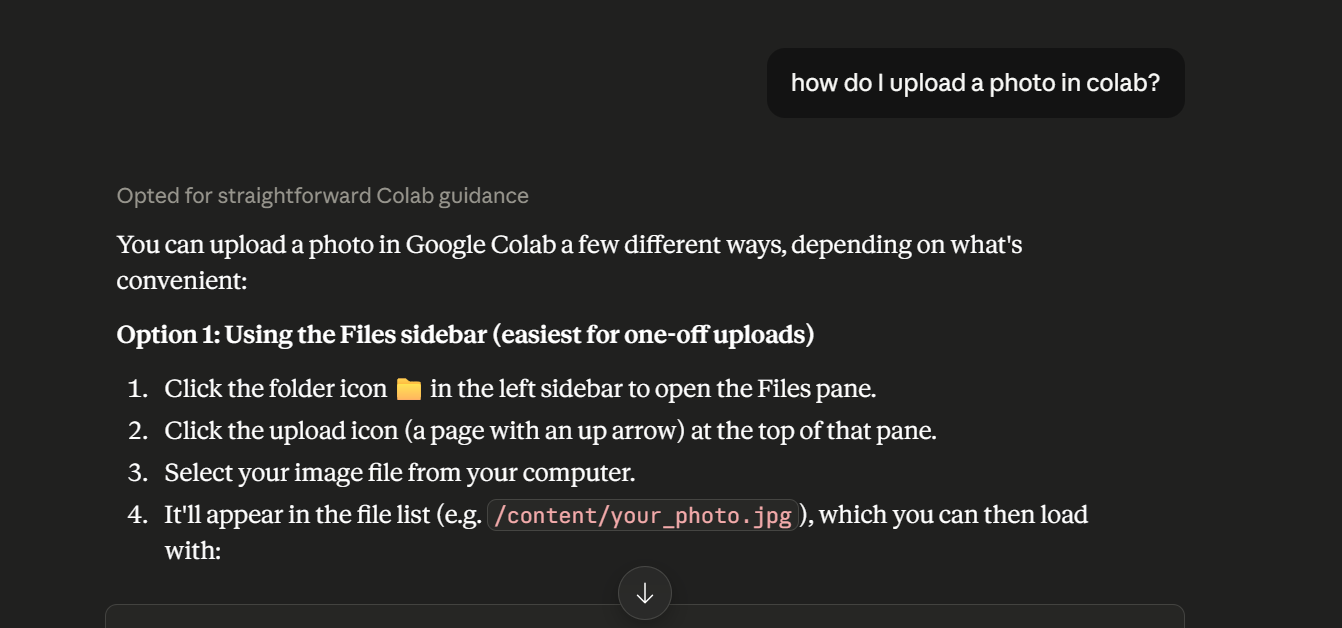 how do I upload a photo in colab?
Opted for straightforward Colab guidance
You can upload a photo in Google Colab a few different ways, depending on what's
convenient:
Option 1: Using the Files sidebar (easiest for one-off uploads)
1. Click the folder icon 📁 in the left sidebar to open the Files pane.
2. Click the upload icon (a page with an up arrow) at the top of that pane.
3. Select your image file from your computer.
4. It'll appear in the file list (e.g. /content/your_photo.jpg), which you can then load
with: